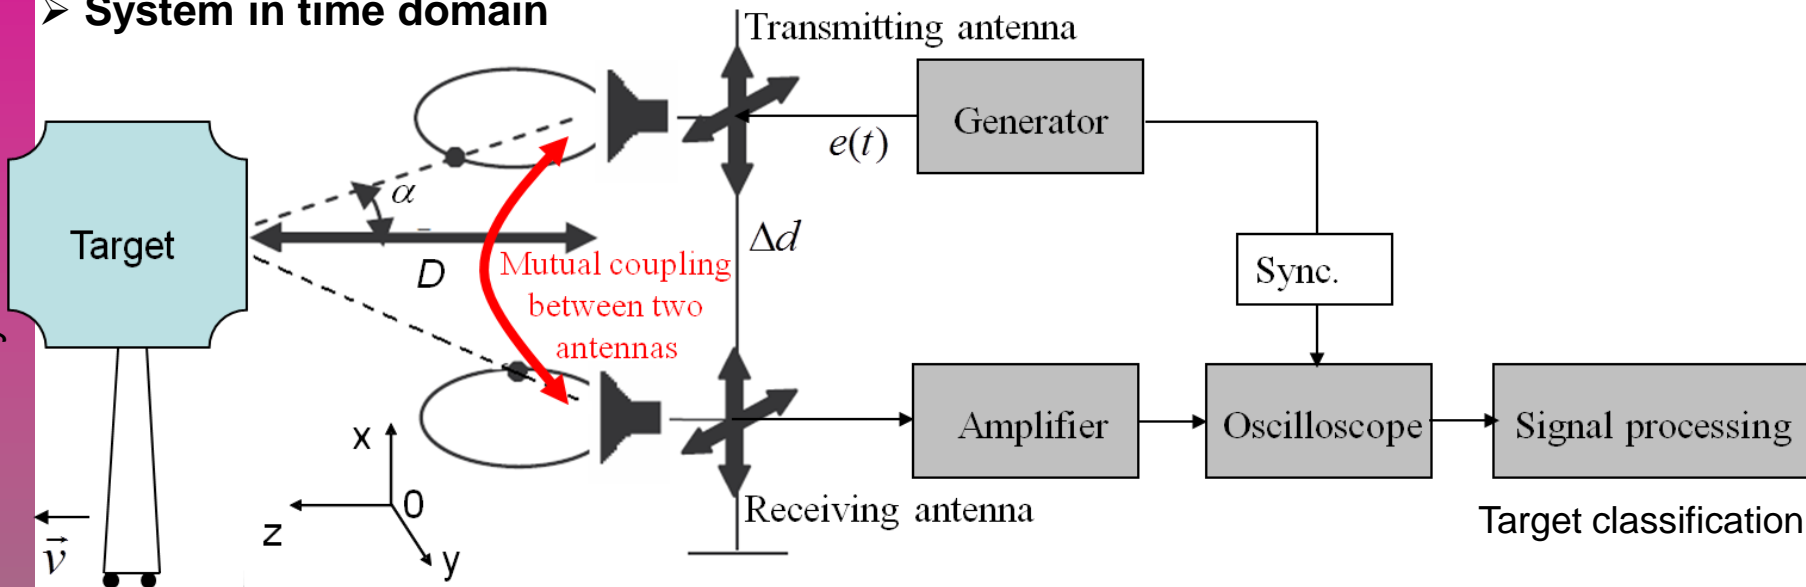 ➢ System in time domain
Transmitting antenna
Generator
e(t)
α
Target
D
Δd
Mutual coupling
between two
antennas
Sync.
Amplifier
Oscilloscope
Signal processing
x
0
z
y
Receiving antenna
Target classification
v⃗